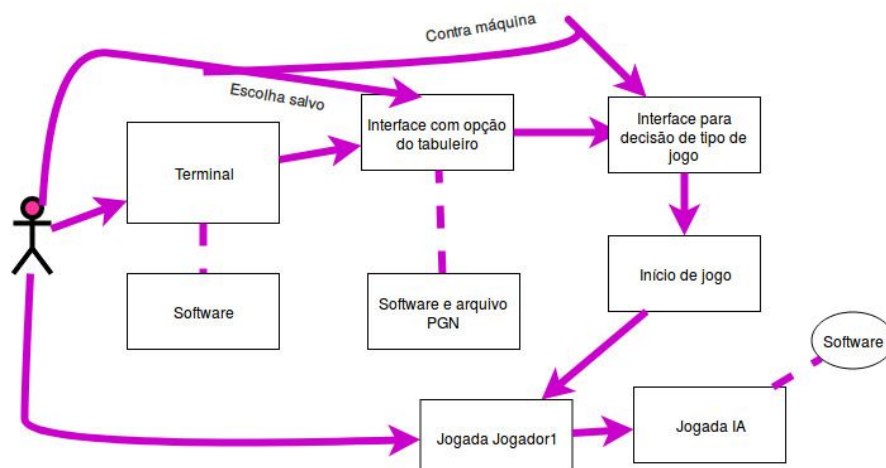 Contra máquina
Escolha salvo
Interface com opção
do tabuleiro
Interface para
decisão de tipo de
jogo
Terminal
Software
Software e arquivo
PGN
Início de jogo
Software
Jogada Jogador1
Jogada IA